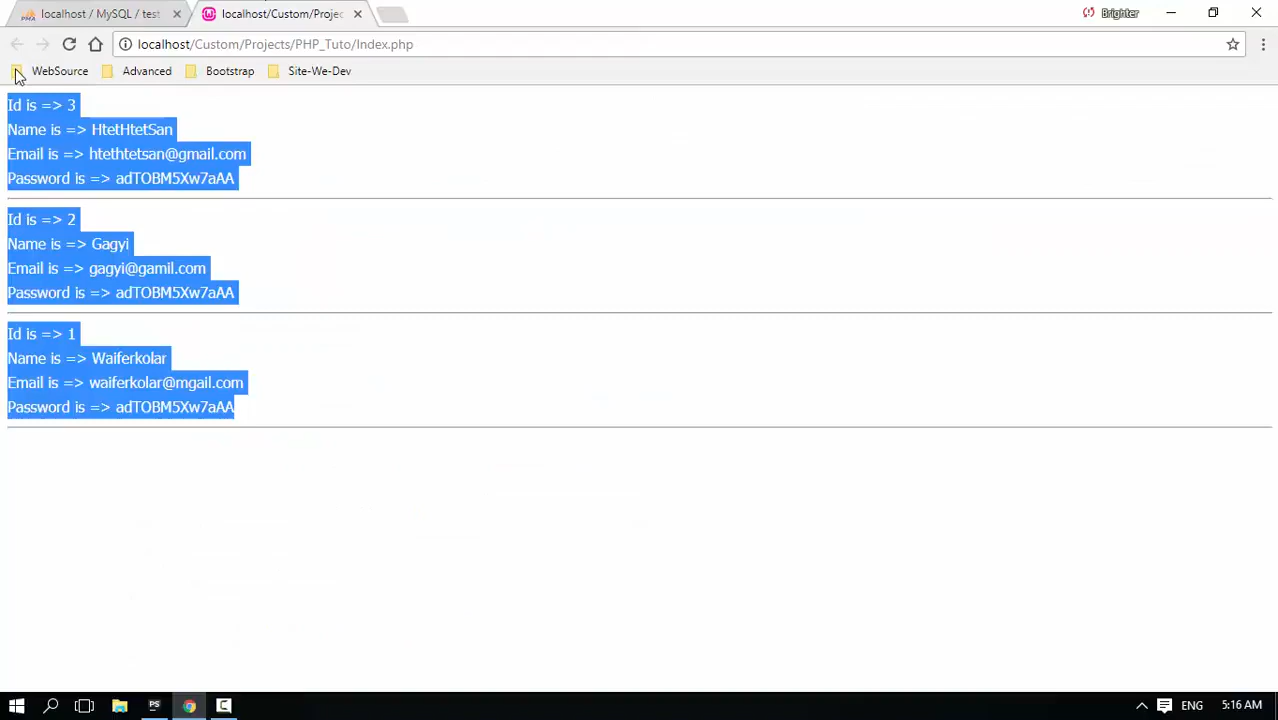 localhost / MySQL / test
localhost/Custom/Projec
Brighter
localhost/Custom/Projects/PHP_Tuto/Index.php
WebSource
Advanced
Bootstrap
Site-We-Dev
Id is => 3
Name is => HtetHtetSan
Email is => htethtetsan@gmail.com
Password is => adTOBM5Xw7aAA
Id is => 2
Name is => Gagyi
Email is => gagyi@gamil.com
Password is => adTOBM5Xw7aAA
Id is => 1
Name is => Waiferkolar
Email is => waiferkolar@mgail.com
Password is => adTOBM5Xw7aAA
PS
ENG
5:16 AM